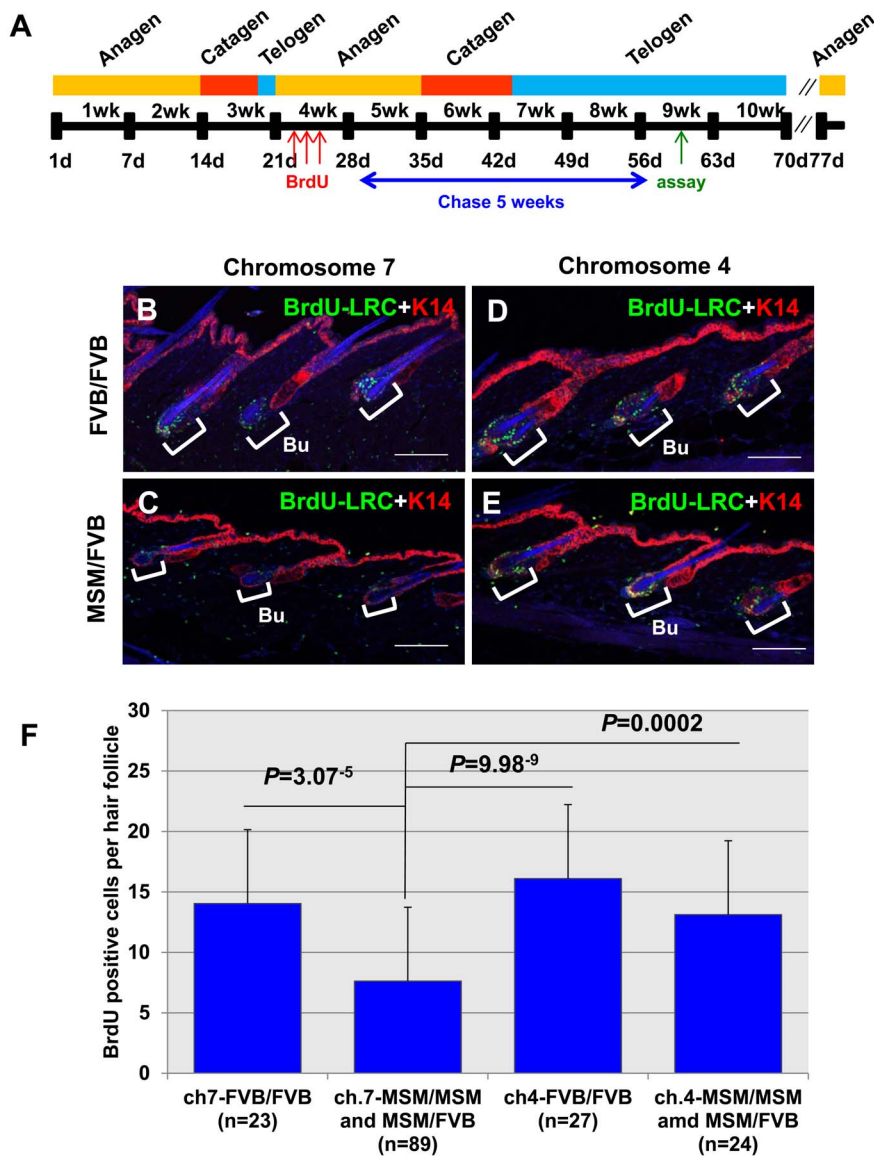 A
Anagen Catagen Telogen Anagen Catagen Telogen Anagen
1wk 2wk 3wk 4wk 5wk 6wk 7wk 8wk 9wk 10wk
1d 7d 14d 21d 28d 35d 42d 49d 56d 63d 70d 77d
BrdU assay
Chase 5 weeks
Chromosome 7 Chromosome 4
FVB/FVB
B BrdU-LRC+K14
Bu
D BrdU-LRC+K14
Bu
MSM/FVB
C BrdU-LRC+K14
Bu
E BrdU-LRC+K14
Bu
F
BrdU positive cells per hair follicle
30
25
20
15
10
5
0
P=3.07-5
P=9.98-9
P=0.0002
ch7-FVB/FVB
(n=23)
ch.7-MSM/MSM
and MSM/FVB
(n=89)
ch4-FVB/FVB
(n=27)
ch.4-MSM/MSM
amd MSM/FVB
(n=24)